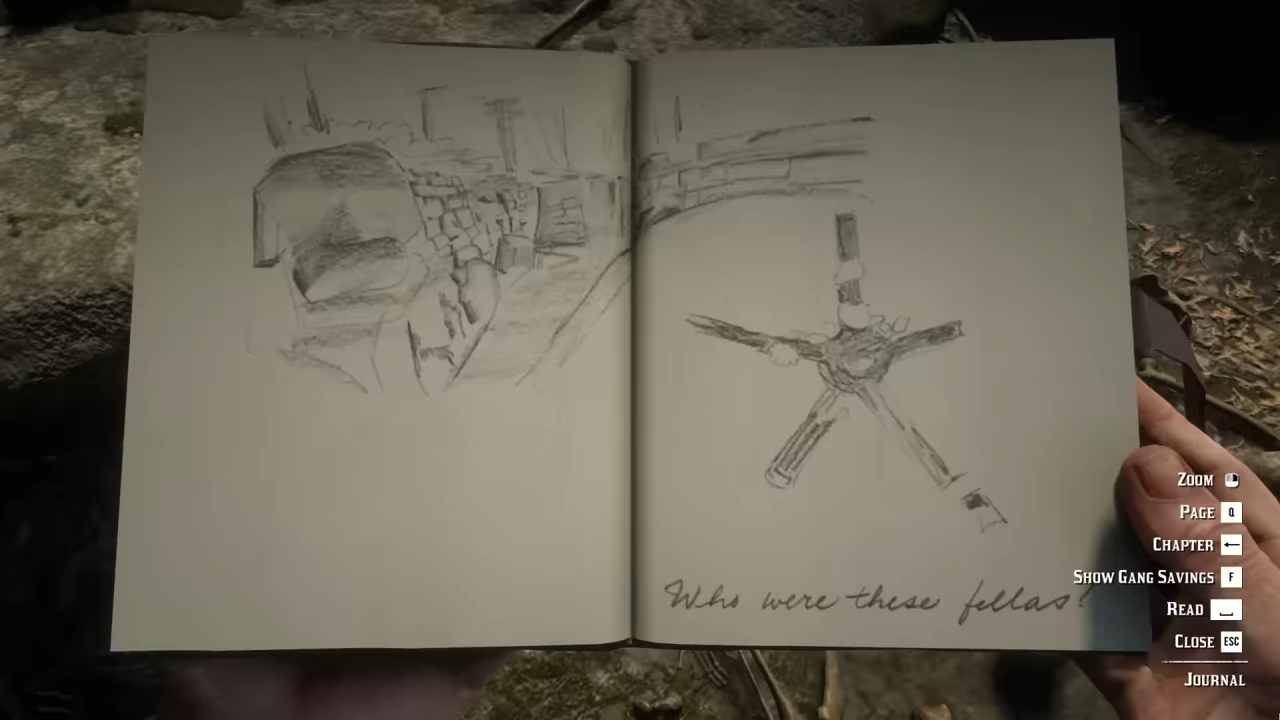 Who were these fellas?
ZOOM
PAGE Q
CHAPTER ←
SHOW GANG SAVINGS F
READ
CLOSE ESC
JOURNAL